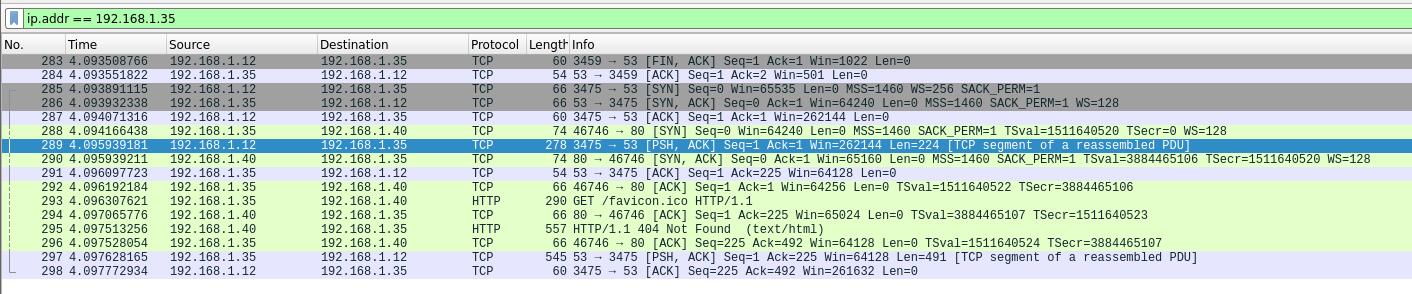 ip.addr == 192.168.1.35
No. Time Source Destination Protocol Length Info
283 4.093508766 192.168.1.12 192.168.1.35 TCP 60 3459 → 53 [FIN, ACK] Seq=1 Ack=1 Win=1022 Len=0
284 4.093551822 192.168.1.35 192.168.1.12 TCP 54 53 → 3459 [ACK] Seq=1 Ack=2 Win=501 Len=0
285 4.093891115 192.168.1.12 192.168.1.35 TCP 66 3475 → 53 [SYN] Seq=0 Win=65535 Len=0 MSS=1460 WS=256 SACK_PERM=1
286 4.093932338 192.168.1.35 192.168.1.12 TCP 66 53 → 3475 [SYN, ACK] Seq=0 Ack=1 Win=64240 Len=0 MSS=1460 SACK_PERM=1 WS=128
287 4.094071316 192.168.1.12 192.168.1.35 TCP 60 3475 → 53 [ACK] Seq=1 Ack=1 Win=262144 Len=0
288 4.094166438 192.168.1.35 192.168.1.40 TCP 74 46746 → 80 [SYN] Seq=0 Win=64240 Len=0 MSS=1460 SACK_PERM=1 TSval=1511640520 TSecr=0 WS=128
289 4.095939181 192.168.1.12 192.168.1.35 TCP 278 3475 → 53 [PSH, ACK] Seq=1 Ack=1 Win=262144 Len=224 [TCP segment of a reassembled PDU]
290 4.095939211 192.168.1.40 192.168.1.35 TCP 74 80 → 46746 [SYN, ACK] Seq=0 Ack=1 Win=65160 Len=0 MSS=1460 SACK_PERM=1 TSval=3884465106 TSecr=1511640520 WS=128
291 4.096097723 192.168.1.35 192.168.1.12 TCP 54 53 → 3475 [ACK] Seq=1 Ack=225 Win=64128 Len=0
292 4.096192184 192.168.1.35 192.168.1.40 TCP 66 46746 → 80 [ACK] Seq=1 Ack=1 Win=64256 Len=0 TSval=1511640522 TSecr=3884465106
293 4.096307621 192.168.1.35 192.168.1.40 HTTP 290 GET /favicon.ico HTTP/1.1
294 4.097065776 192.168.1.40 192.168.1.35 TCP 66 80 → 46746 [ACK] Seq=1 Ack=225 Win=65024 Len=0 TSval=3884465107 TSecr=1511640523
295 4.097513256 192.168.1.40 192.168.1.35 HTTP 557 HTTP/1.1 404 Not Found (text/html)
296 4.097528054 192.168.1.35 192.168.1.40 TCP 66 46746 → 80 [ACK] Seq=225 Ack=492 Win=64128 Len=0 TSval=1511640524 TSecr=3884465107
297 4.097628165 192.168.1.35 192.168.1.12 TCP 545 53 → 3475 [PSH, ACK] Seq=1 Ack=225 Win=64128 Len=491 [TCP segment of a reassembled PDU]
298 4.097772934 192.168.1.12 192.168.1.35 TCP 60 3475 → 53 [ACK] Seq=225 Ack=492 Win=261632 Len=0